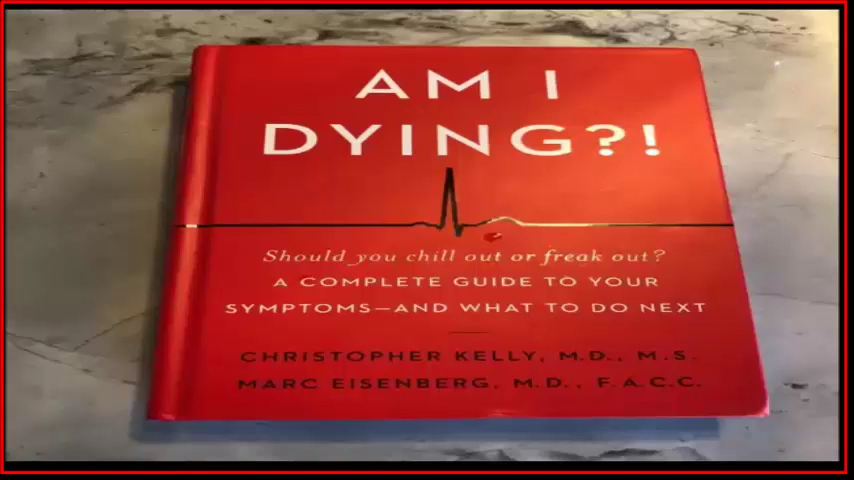 AM I
DYING?!
Should you chill out or freak out?
A COMPLETE GUIDE TO YOUR
SYMPTOMS—AND WHAT TO DO NEXT
CHRISTOPHER KELLY, M.D., M.S.
MARC EISENBERG, M.D., F.A.C.C.